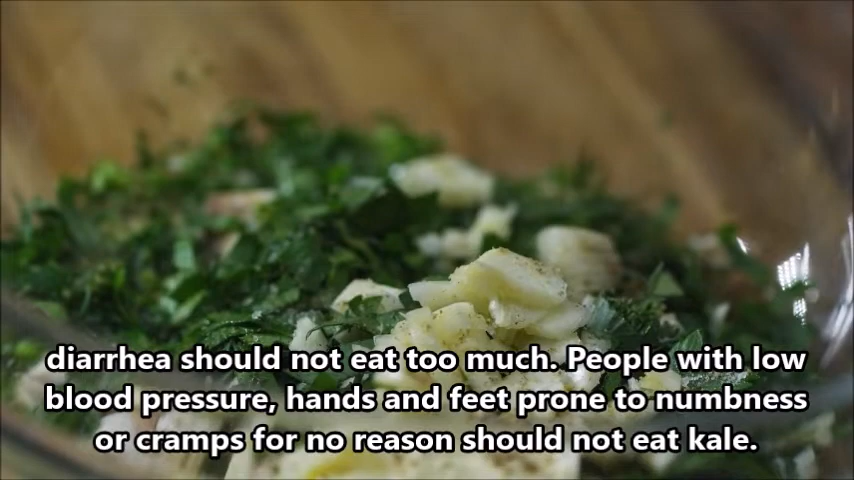 diarrhea should not eat too much. People with low
blood pressure, hands and feet prone to numbness
or cramps for no reason should not eat kale.